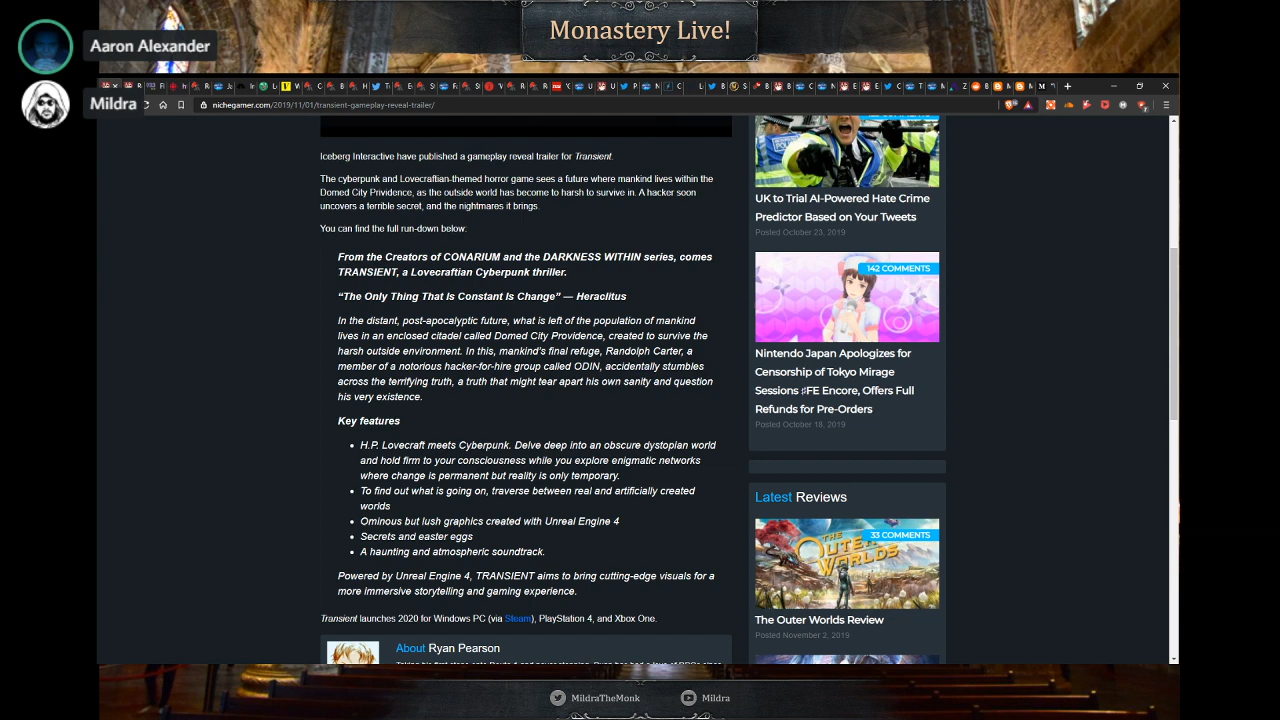 Monastery Live!
Aaron Alexander
Mildra
nichegamer.com/2019/11/01/transient-gameplay-reveal-trailer/
Iceberg Interactive have published a gameplay reveal trailer for Transient.
The cyberpunk and Lovecraftian-themed horror game sees a future where mankind lives within the
Domed City Prividence, as the outside world has become to harsh to survive in. A hacker soon
uncovers a terrible secret, and the nightmares it brings.
You can find the full run-down below:
From the Creators of CONARIUM and the DARKNESS WITHIN series, comes
TRANSIENT, a Lovecraftian Cyberpunk thriller.
“The Only Thing That Is Constant Is Change” — Heraclitus
In the distant, post-apocalyptic future, what is left of the population of mankind
lives in an enclosed citadel called Domed City Providence, created to survive the
harsh outside environment. In this, mankind’s final refuge, Randolph Carter, a
member of a notorious hacker-for-hire group called ODIN, accidentally stumbles
across the terrifying truth, a truth that might tear apart his own sanity and question
his very existence.
Key features
H.P. Lovecraft meets Cyberpunk. Delve deep into an obscure dystopian world
and hold firm to your consciousness while you explore enigmatic networks
where change is permanent but reality is only temporary.
To find out what is going on, traverse between real and artificially created
worlds
Ominous but lush graphics created with Unreal Engine 4
Secrets and easter eggs
A haunting and atmospheric soundtrack.
Powered by Unreal Engine 4, TRANSIENT aims to bring cutting-edge visuals for a
more immersive storytelling and gaming experience.
Transient launches 2020 for Windows PC (via Steam), PlayStation 4, and Xbox One.
About Ryan Pearson
UK to Trial AI-Powered Hate Crime
Predictor Based on Your Tweets
Posted October 23, 2019
142 COMMENTS
Nintendo Japan Apologizes for
Censorship of Tokyo Mirage
Sessions ♯FE Encore, Offers Full
Refunds for Pre-Orders
Posted October 18, 2019
Latest Reviews
33 COMMENTS
THE OUTER WORLDS
The Outer Worlds Review
Posted November 2, 2019
MildraTheMonk
Mildra